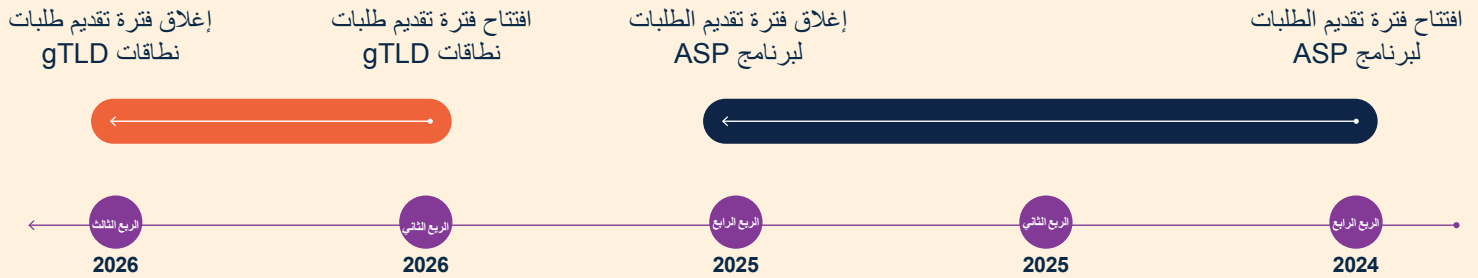 افتتاح فترة تقديم الطلبات
لبرنامج ASP
إغلاق فترة تقديم الطلبات
لبرنامج ASP
افتتاح فترة تقديم طلبات
نطاقات gTLD
إغلاق فترة تقديم طلبات
نطاقات gTLD
الربع الرابع
2024
الربع الثاني
2025
الربع الرابع
2025
الربع الثاني
2026
الربع الثالث
2026